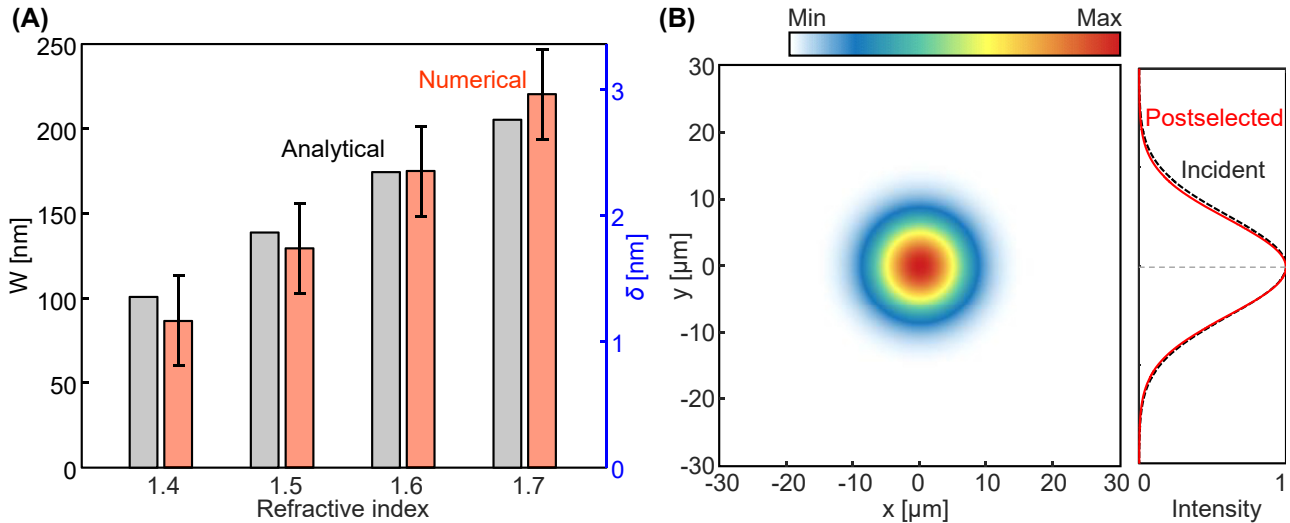 (A)
250
200
150
100
50
0
W [nm]
Numerical
Analytical
3
2
1
0
δ [nm]
1.4 1.5 1.6 1.7
Refractive index
(B)
Min Max
30
20
10
0
-10
-20
-30
y [µm]
-30 -20 -10 0 10 20 30
x [µm]
Postselected
Incident
0 1
Intensity